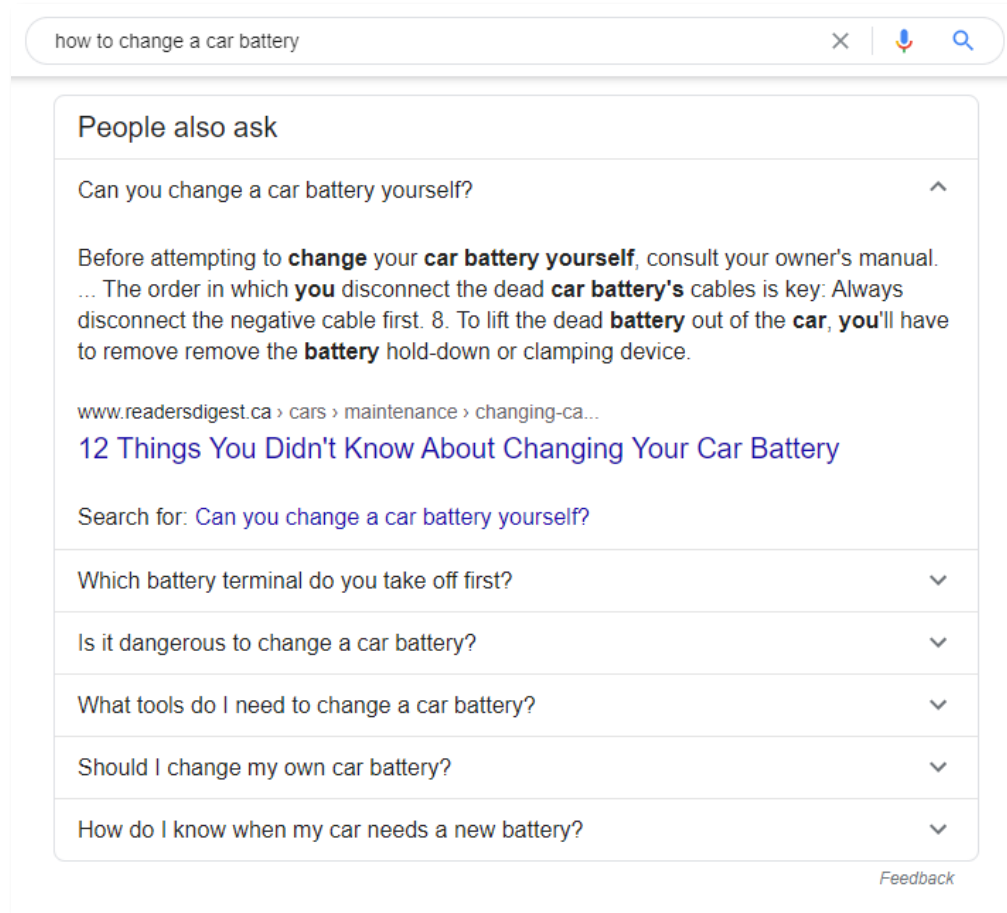 how to change a car battery
People also ask
Can you change a car battery yourself?
Before attempting to change your car battery yourself, consult your owner's manual.
... The order in which you disconnect the dead car battery's cables is key: Always
disconnect the negative cable first. 8. To lift the dead battery out of the car, you'll have
to remove remove the battery hold-down or clamping device.
www.readersdigest.ca › cars › maintenance › changing-ca...
12 Things You Didn't Know About Changing Your Car Battery
Search for: Can you change a car battery yourself?
Which battery terminal do you take off first?
Is it dangerous to change a car battery?
What tools do I need to change a car battery?
Should I change my own car battery?
How do I know when my car needs a new battery?
Feedback